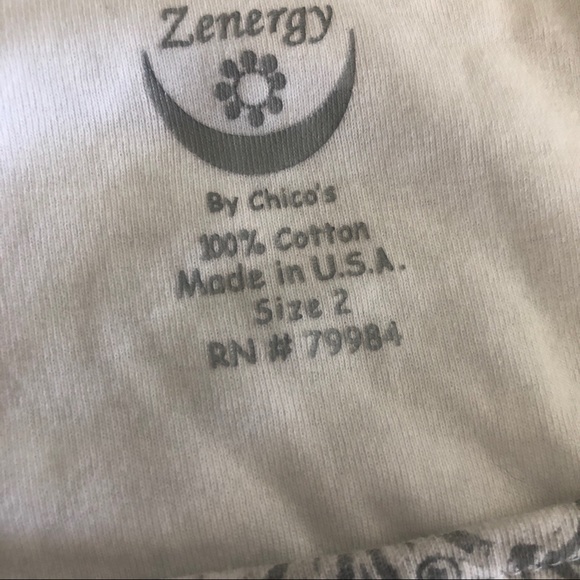 Zenergy
By Chico's
100% Cotton
Made in U.S.A.
Size 2
RN # 79984